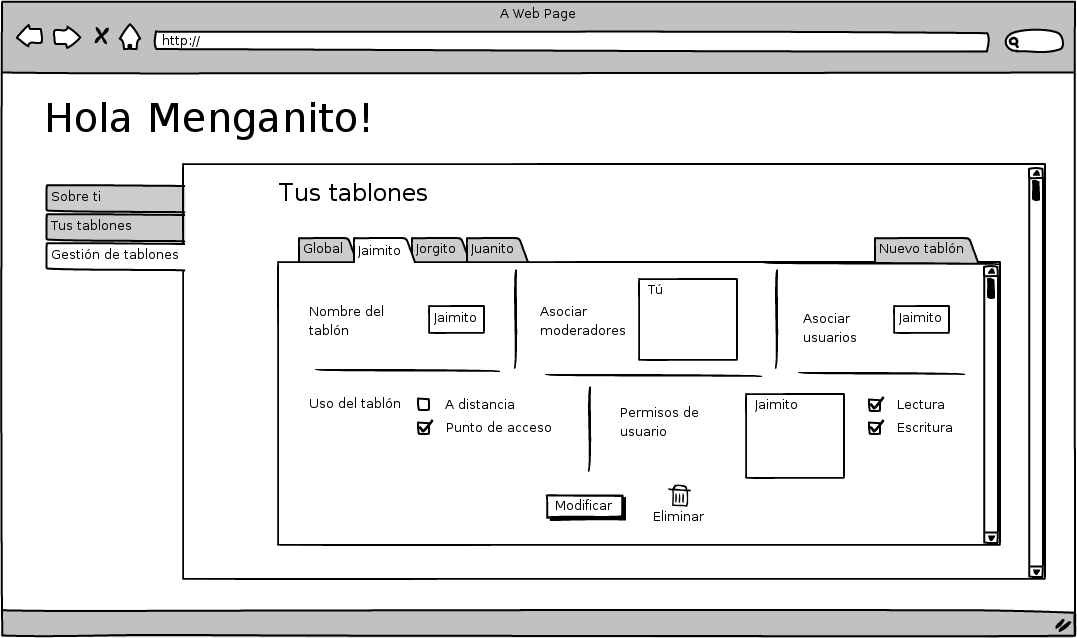 A Web Page
http://
Hola Menganito!
Sobre ti
Tus tablones
Gestión de tablones
Tus tablones
Global
Jaimito
Jorgito
Juanito
Nuevo tablón
Nombre del
tablón
Jaimito
Asociar
moderadores
Tú
Asociar
usuarios
Jaimito
Uso del tablón
A distancia
Punto de acceso
Permisos de
usuario
Jaimito
Lectura
Escritura
Modificar
Eliminar